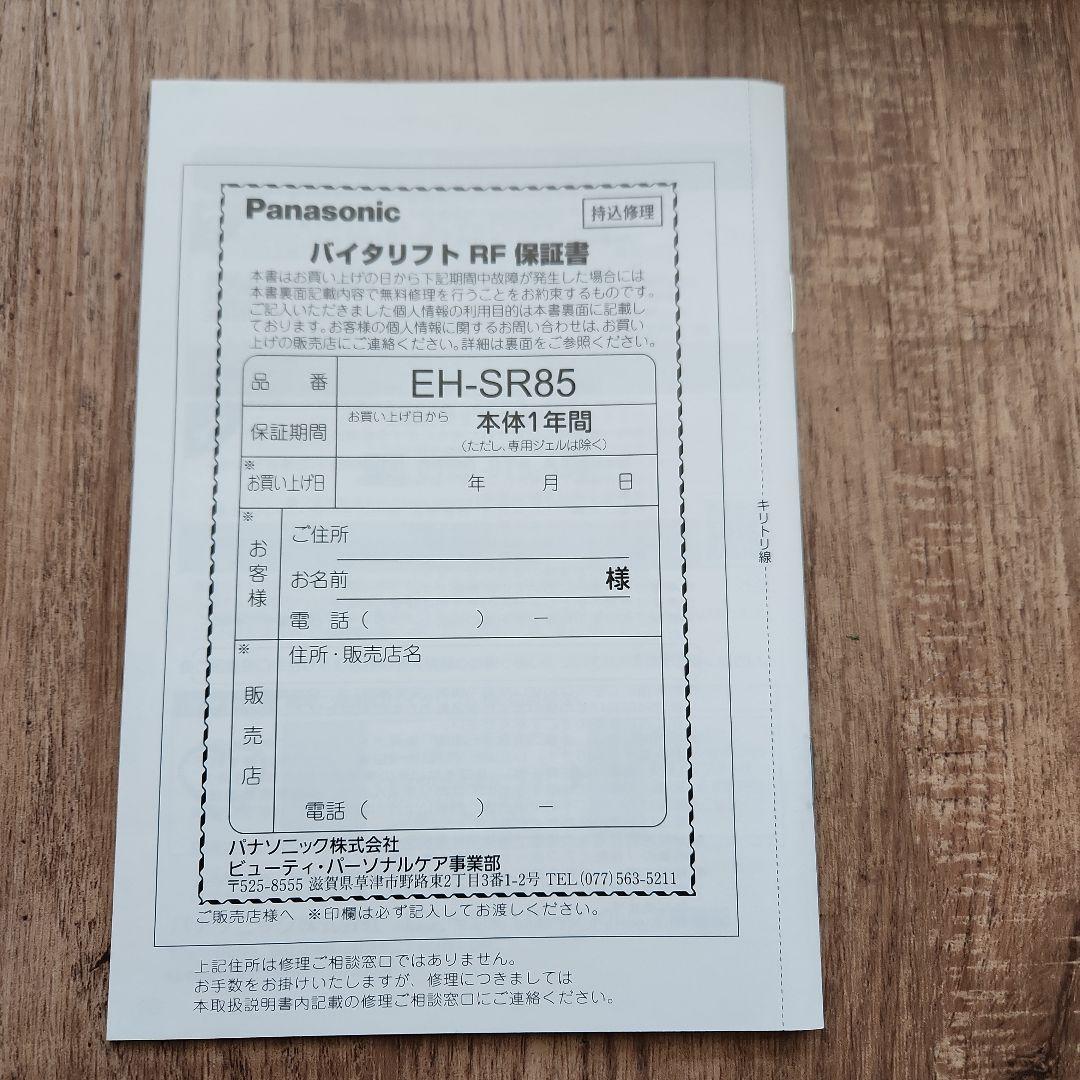 Panasonic
持込修理
バイタリフト RF 保証書
本書はお買い上げの日から下記期間中故障が発生した場合には
本書裏面記載内容で無料修理を行うことをお約束するものです。
ご記入いただきました個人情報の利用目的は本書裏面に記載し
ております。お客様の個人情報に関するお問い合わせは、お買い
上げの販売店にご連絡ください。詳細は裏面をご参照ください。
品 番 EH-SR85
保証期間 お買い上げ日から 本体1年間
(ただし、専用ジェルは除く)
※
お買い上げ日 年 月 日
※
お客様
ご住所
お名前 様
電 話 ( ) −
※
販売店
住所・販売店名
電話 ( ) −
パナソニック株式会社
ビューティ・パーソナルケア事業部
〒525-8555 滋賀県草津市野路東2丁目3番1-2号 TEL (077) 563-5211
ご販売店様へ ※印欄は必ず記入してお渡しください。
上記住所は修理ご相談窓口ではありません。
お手数をお掛けいたしますが、修理につきましては
本取扱説明書内記載の修理ご相談窓口にご連絡ください。
キリトリ線